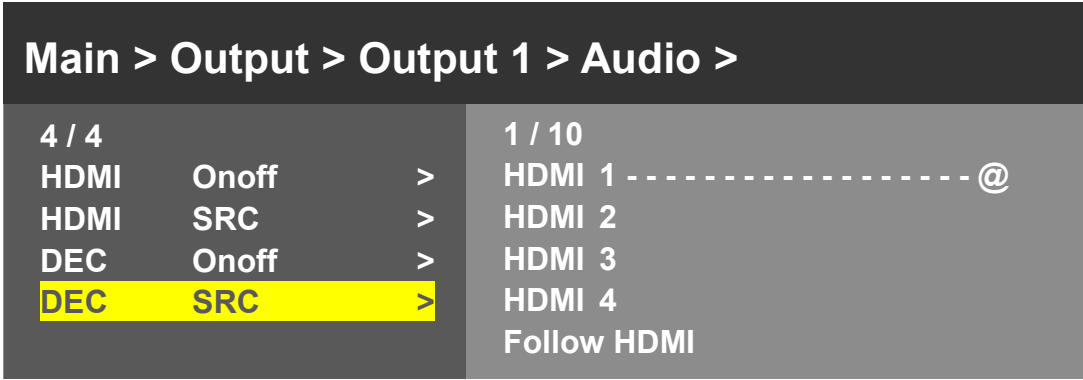 Main > Output > Output 1 > Audio >
4 / 4
HDMI Onoff >
HDMI SRC >
DEC Onoff >
DEC SRC >
1 / 10
HDMI 1 - - - - - - - - - - - - - - - - - - @
HDMI 2
HDMI 3
HDMI 4
Follow HDMI